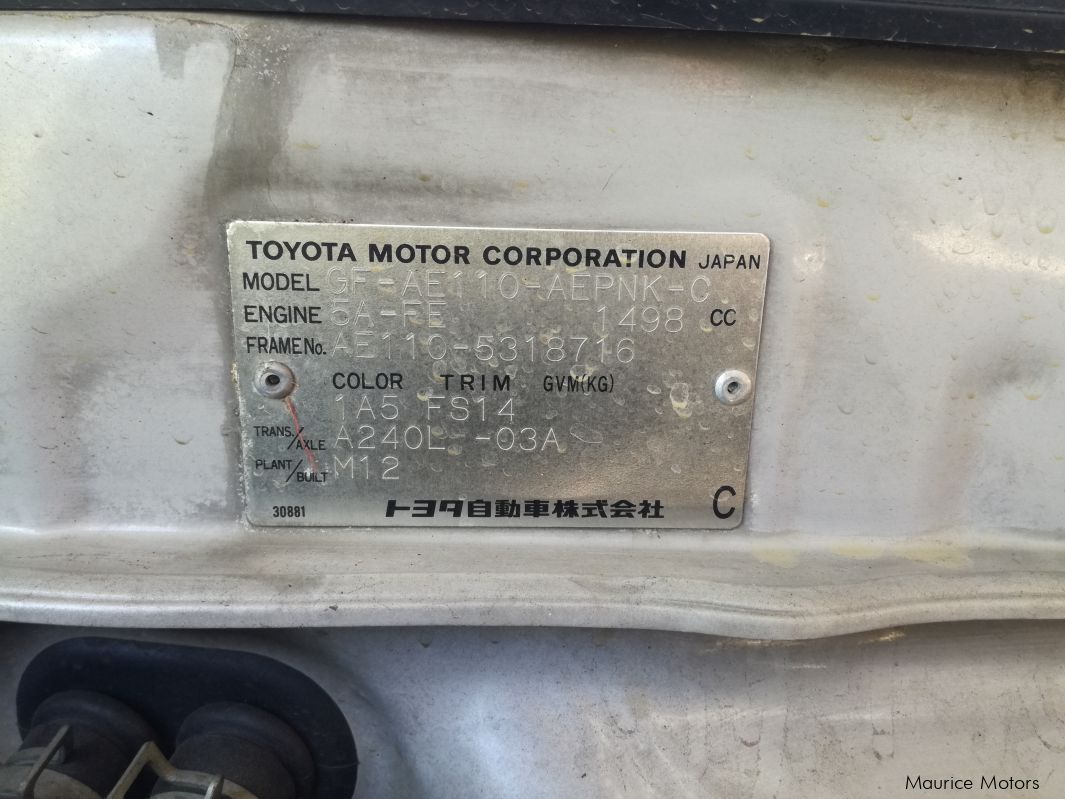 TOYOTA MOTOR CORPORATION JAPAN
MODEL GF-AE110-AEPNK-C
ENGINE 5A-FE 1498 CC
FRAME No. AE110-5318716
COLOR TRIM GVM(KG)
1A5 FS14
TRANS./AXLE A240L -03A
PLANT/BUILT M12
30881 トヨタ自動車株式会社 C
Maurice Motors